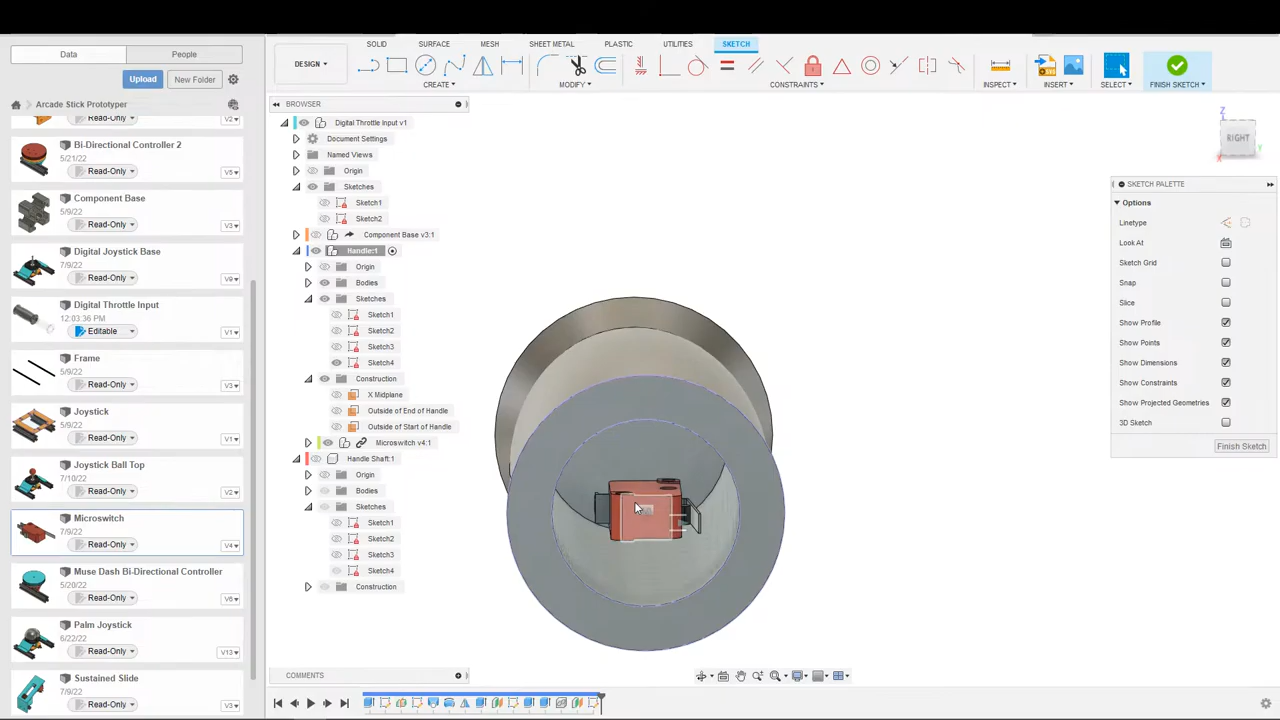 Data
People
Upload
New Folder
Arcade Stick Prototyper
Read-Only
V2
Bi-Directional Controller 2
5/21/22
Read-Only
V5
Component Base
5/9/22
Read-Only
V3
Digital Joystick Base
7/9/22
Read-Only
V9
Digital Throttle Input
12:03:36 PM
Editable
V1
Frame
5/9/22
Read-Only
V3
Joystick
5/9/22
Read-Only
V4
Joystick Ball Top
7/10/22
Read-Only
V4
Microswitch
7/9/22
Read-Only
V4
Muse Dash Bi-Directional Controller
5/20/22
Read-Only
V6
Palm Joystick
6/22/22
Read-Only
V13
Sustained Slide
7/9/22
Read-Only
V3
DESIGN
SOLID
SURFACE
MESH
SHEET METAL
PLASTIC
UTILITIES
SKETCH
CREATE
MODIFY
CONSTRAINTS
INSPECT
INSERT
SELECT
FINISH SKETCH
BROWSER
Digital Throttle Input v1
Document Settings
Named Views
Origin
Sketches
Sketch1
Sketch2
Component Base v3:1
Handle:1
Origin
Bodies
Sketches
Sketch1
Sketch2
Sketch3
Sketch4
Construction
X Midplane
Outside of End of Handle
Outside of Start of Handle
Microswitch v4:1
Handle Shaft:1
Origin
Bodies
Sketches
Sketch1
Sketch2
Sketch3
Sketch4
Construction
COMMENTS
Z
RIGHT
Y
X
SKETCH PALETTE
Options
Linetype
Look At
Sketch Grid
Snap
Slice
Show Profile
Show Points
Show Dimensions
Show Constraints
Show Projected Geometries
3D Sketch
Finish Sketch